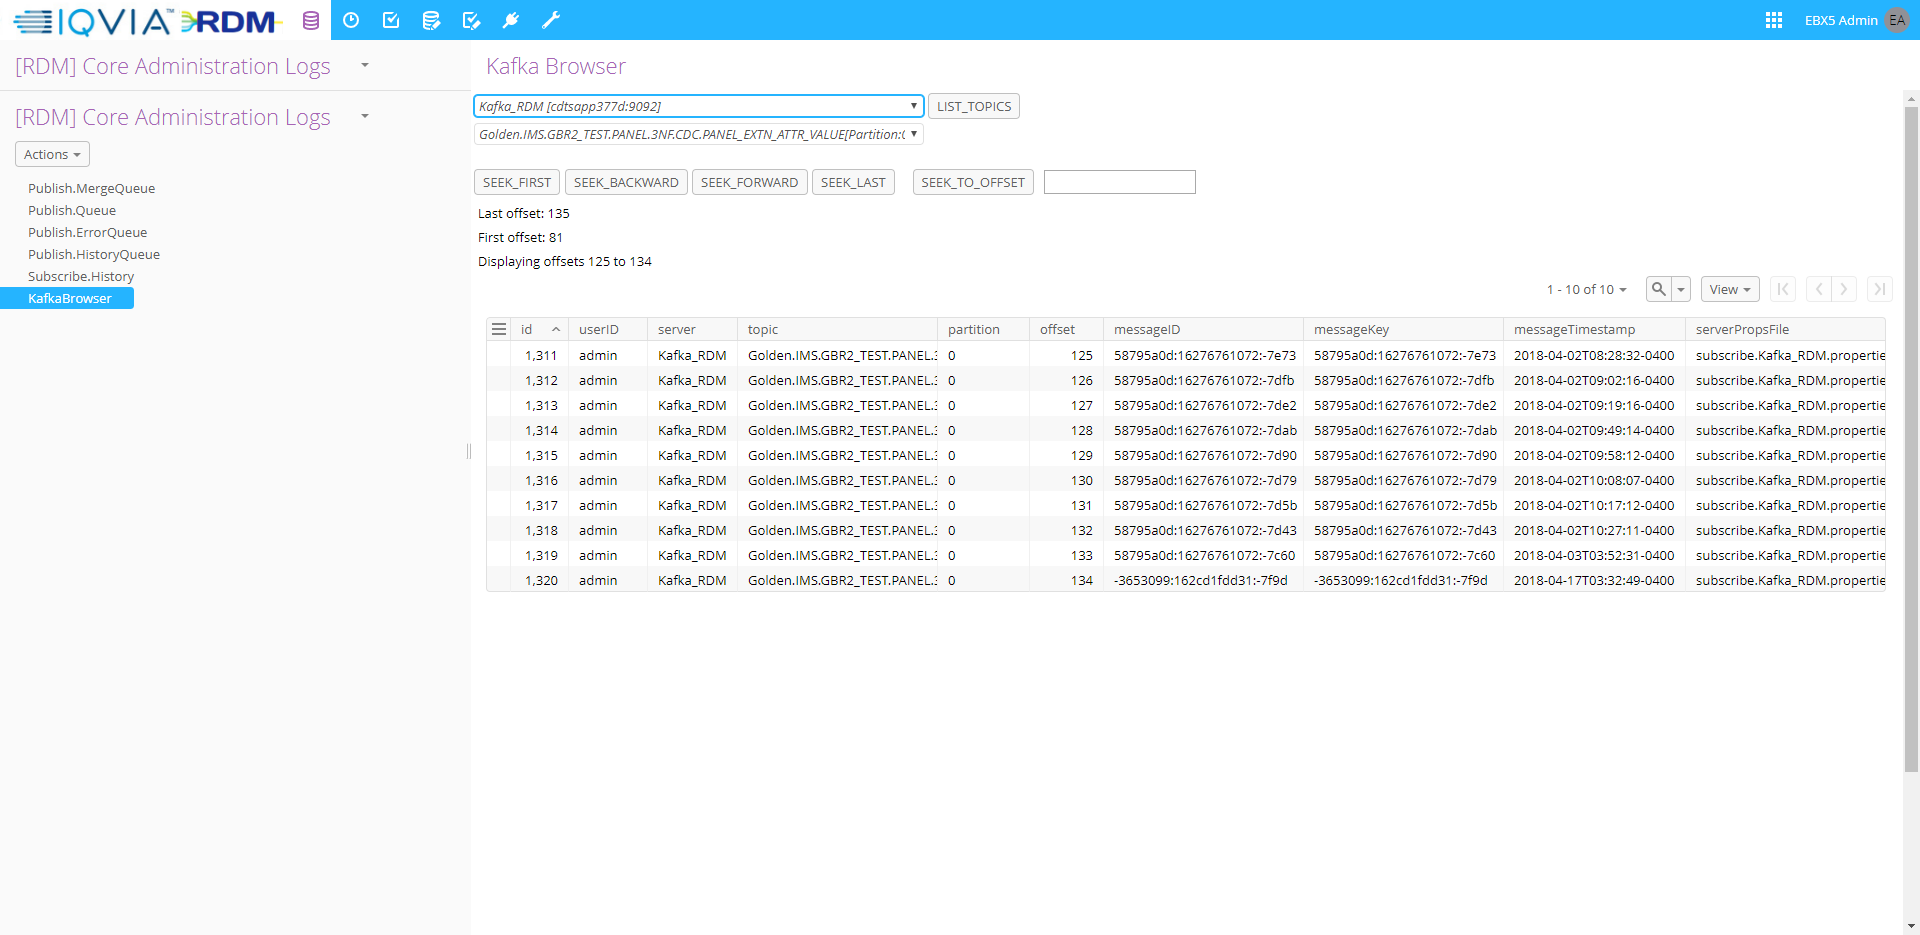 IQVIA™ RDM
EBX5 Admin EA
[RDM] Core Administration Logs
Kafka Browser
[RDM] Core Administration Logs
Actions
Publish.MergeQueue
Publish.Queue
Publish.ErrorQueue
Publish.HistoryQueue
Subscribe.History
KafkaBrowser
Kafka_RDM [cdtsapp377d:9092] LIST_TOPICS
Golden.IMS.GBR2_TEST.PANEL.3NF.CDC.PANEL_EXTN_ATTR_VALUE[Partition:
SEEK_FIRST SEEK_BACKWARD SEEK_FORWARD SEEK_LAST SEEK_TO_OFFSET
Last offset: 135
First offset: 81
Displaying offsets 125 to 134
1 - 10 of 10 View
id userID server topic partition offset messageID messageKey messageTimestamp serverPropsFile
1,311 admin Kafka_RDM Golden.IMS.GBR2_TEST.PANEL.3 0 125 58795a0d:16276761072:-7e73 58795a0d:16276761072:-7e73 2018-04-02T08:28:32-0400 subscribe.Kafka_RDM.propertie
1,312 admin Kafka_RDM Golden.IMS.GBR2_TEST.PANEL.3 0 126 58795a0d:16276761072:-7dfb 58795a0d:16276761072:-7dfb 2018-04-02T09:02:16-0400 subscribe.Kafka_RDM.propertie
1,313 admin Kafka_RDM Golden.IMS.GBR2_TEST.PANEL.3 0 127 58795a0d:16276761072:-7de2 58795a0d:16276761072:-7de2 2018-04-02T09:19:16-0400 subscribe.Kafka_RDM.propertie
1,314 admin Kafka_RDM Golden.IMS.GBR2_TEST.PANEL.3 0 128 58795a0d:16276761072:-7dab 58795a0d:16276761072:-7dab 2018-04-02T09:49:14-0400 subscribe.Kafka_RDM.propertie
1,315 admin Kafka_RDM Golden.IMS.GBR2_TEST.PANEL.3 0 129 58795a0d:16276761072:-7d90 58795a0d:16276761072:-7d90 2018-04-02T09:58:12-0400 subscribe.Kafka_RDM.propertie
1,316 admin Kafka_RDM Golden.IMS.GBR2_TEST.PANEL.3 0 130 58795a0d:16276761072:-7d79 58795a0d:16276761072:-7d79 2018-04-02T10:08:07-0400 subscribe.Kafka_RDM.propertie
1,317 admin Kafka_RDM Golden.IMS.GBR2_TEST.PANEL.3 0 131 58795a0d:16276761072:-7d5b 58795a0d:16276761072:-7d5b 2018-04-02T10:17:12-0400 subscribe.Kafka_RDM.propertie
1,318 admin Kafka_RDM Golden.IMS.GBR2_TEST.PANEL.3 0 132 58795a0d:16276761072:-7d43 58795a0d:16276761072:-7d43 2018-04-02T10:27:11-0400 subscribe.Kafka_RDM.propertie
1,319 admin Kafka_RDM Golden.IMS.GBR2_TEST.PANEL.3 0 133 58795a0d:16276761072:-7c60 58795a0d:16276761072:-7c60 2018-04-03T03:52:31-0400 subscribe.Kafka_RDM.propertie
1,320 admin Kafka_RDM Golden.IMS.GBR2_TEST.PANEL.3 0 134 -3653099:162cd1fdd31:-7f9d -3653099:162cd1fdd31:-7f9d 2018-04-17T03:32:49-0400 subscribe.Kafka_RDM.propertie